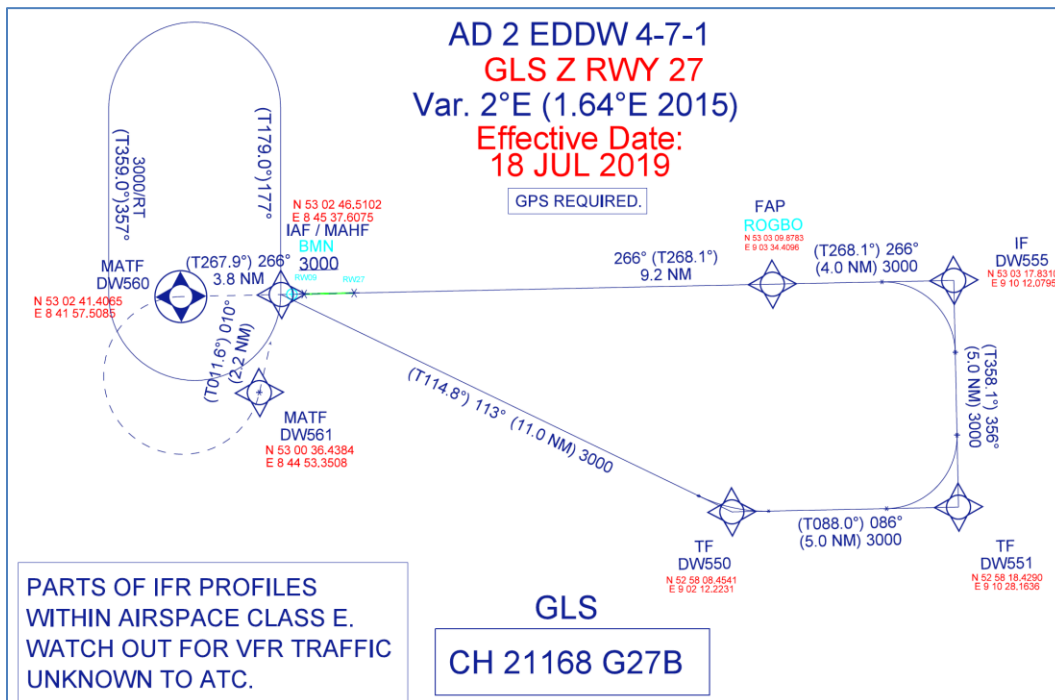 AD 2 EDDW 4-7-1
GLS Z RWY 27
Var. 2°E (1.64°E 2015)
Effective Date:
18 JUL 2019
GPS REQUIRED.
(T359.0°)357°
3000/RT
(T179.0°)177°
N 53 02 46.5102
E 8 45 37.6075
IAF / MAHF
BMN
3000
RW09
RW27
MATF
DW560
N 53 02 41.4065
E 8 41 57.5085
(T267.9°) 266°
3.8 NM
(T011.6°) 010°
(2.2 NM)
MATF
DW561
N 53 00 36.4384
E 8 44 53.3508
266° (T268.1°)
9.2 NM
FAP
ROGBO
N 53 03 09.8783
E 9 03 34.4096
(T268.1°) 266°
(4.0 NM) 3000
IF
DW555
N 53 03 17.8310
E 9 10 12.0795
(T358.1°) 356°
(5.0 NM) 3000
(T114.8°) 113° (11.0 NM) 3000
(T088.0°) 086°
(5.0 NM) 3000
TF
DW550
N 52 58 08.4541
E 9 02 12.2231
TF
DW551
N 52 58 18.4290
E 9 10 28.1636
PARTS OF IFR PROFILES
WITHIN AIRSPACE CLASS E.
WATCH OUT FOR VFR TRAFFIC
UNKNOWN TO ATC.
GLS
CH 21168 G27B